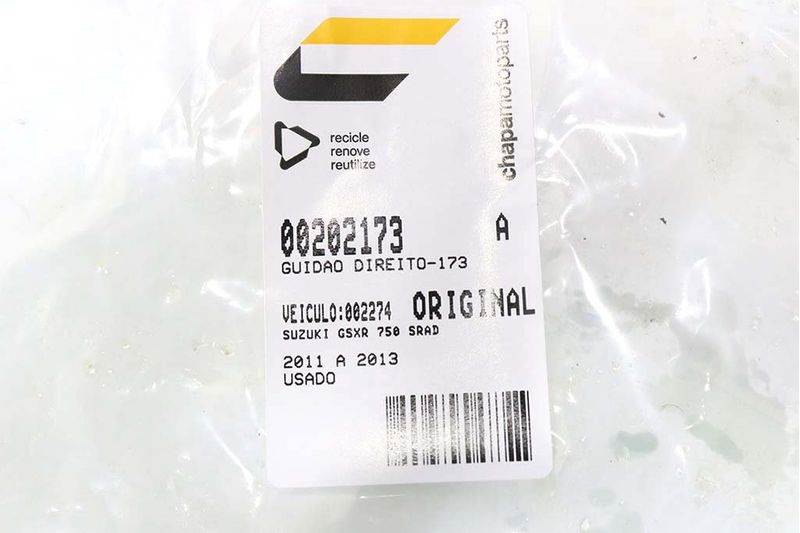 chapamotoparts
recicle
renove
reutilize
00202173 A
GUIDAO DIREITO-173
VEICULO:002274 ORIGINAL
SUZUKI GSXR 750 SRAD
2011 A 2013
USADO